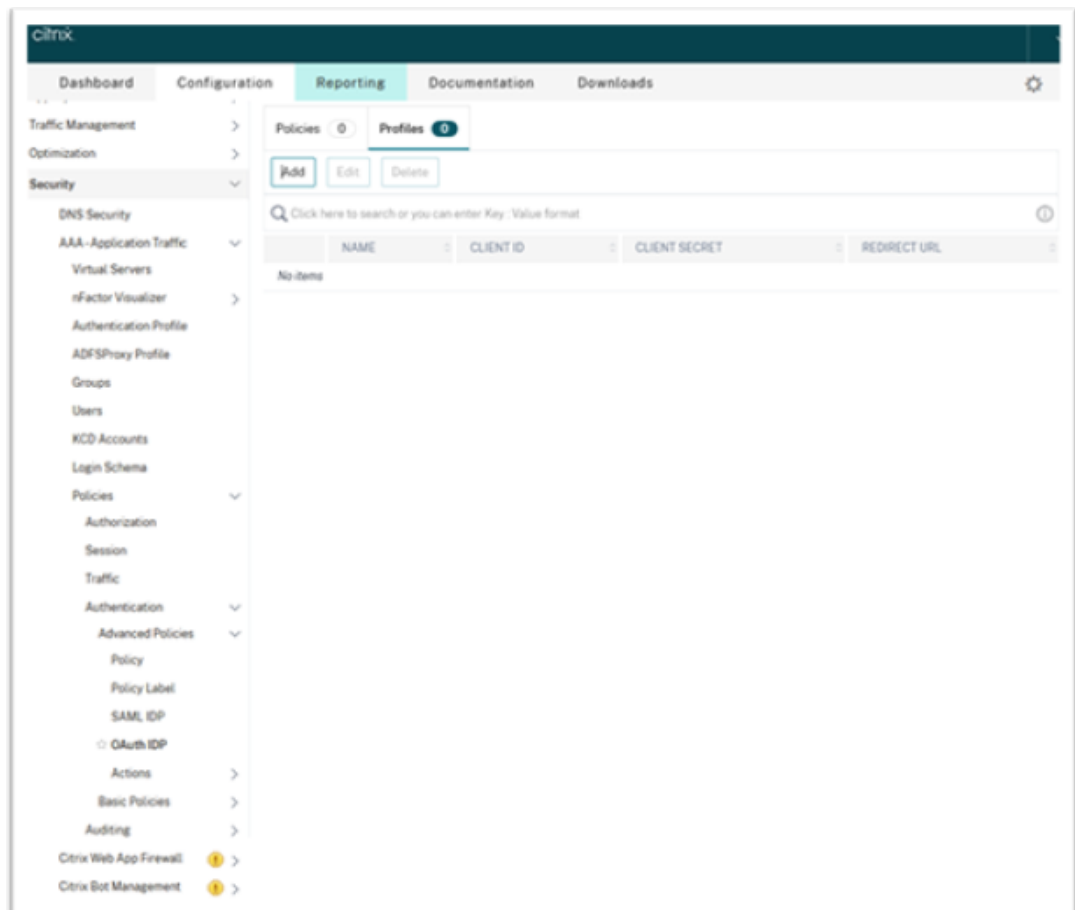 citrix
Dashboard Configuration Reporting Documentation Downloads
Traffic Management
Optimization
Security
DNS Security
AAA - Application Traffic
Virtual Servers
nFactor Visualizer
Authentication Profile
ADFSProxy Profile
Groups
Users
KCD Accounts
Login Schema
Policies
Authorization
Session
Traffic
Authentication
Advanced Policies
Policy
Policy Label
SAML IDP
OAuth IDP
Actions
Basic Policies
Auditing
Citrix Web App Firewall
Citrix Bot Management
Policies 0 Profiles 0
Add Edit Delete
Click here to search or you can enter Key : Value format
NAME CLIENT ID CLIENT SECRET REDIRECT URL
No items